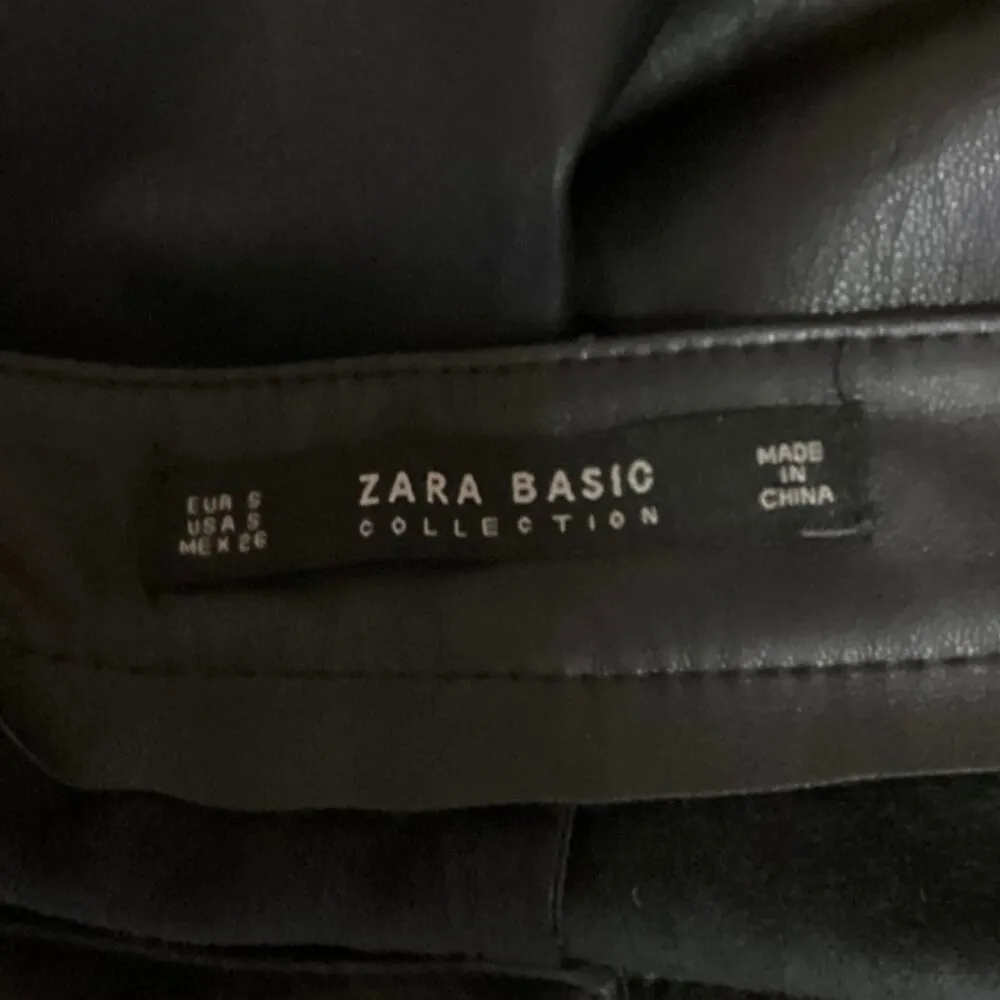 EUR S
USA S
MEX 26
ZARA BASIC
COLLECTION
MADE
IN
CHINA